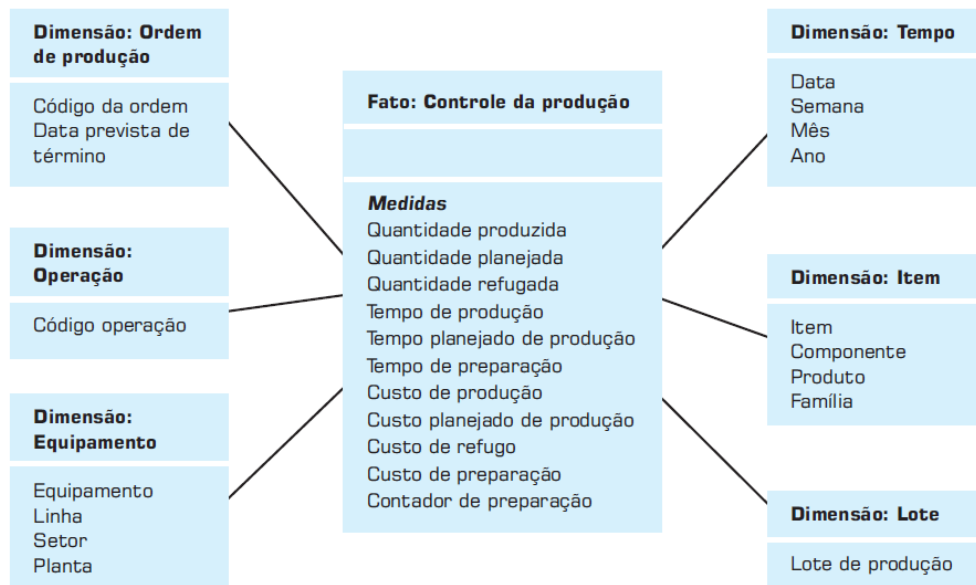 Dimensão: Ordem
de produção
Código da ordem
Data prevista de
término
Dimensão:
Operação
Código operação
Dimensão:
Equipamento
Equipamento
Linha
Setor
Planta
Fato: Controle da produção
Medidas
Quantidade produzida
Quantidade planejada
Quantidade refugada
Tempo de produção
Tempo planejado de produção
Tempo de preparação
Custo de produção
Custo planejado de produção
Custo de refugo
Custo de preparação
Contador de preparação
Dimensão: Tempo
Data
Semana
Mês
Ano
Dimensão: Item
Item
Componente
Produto
Família
Dimensão: Lote
Lote de produção